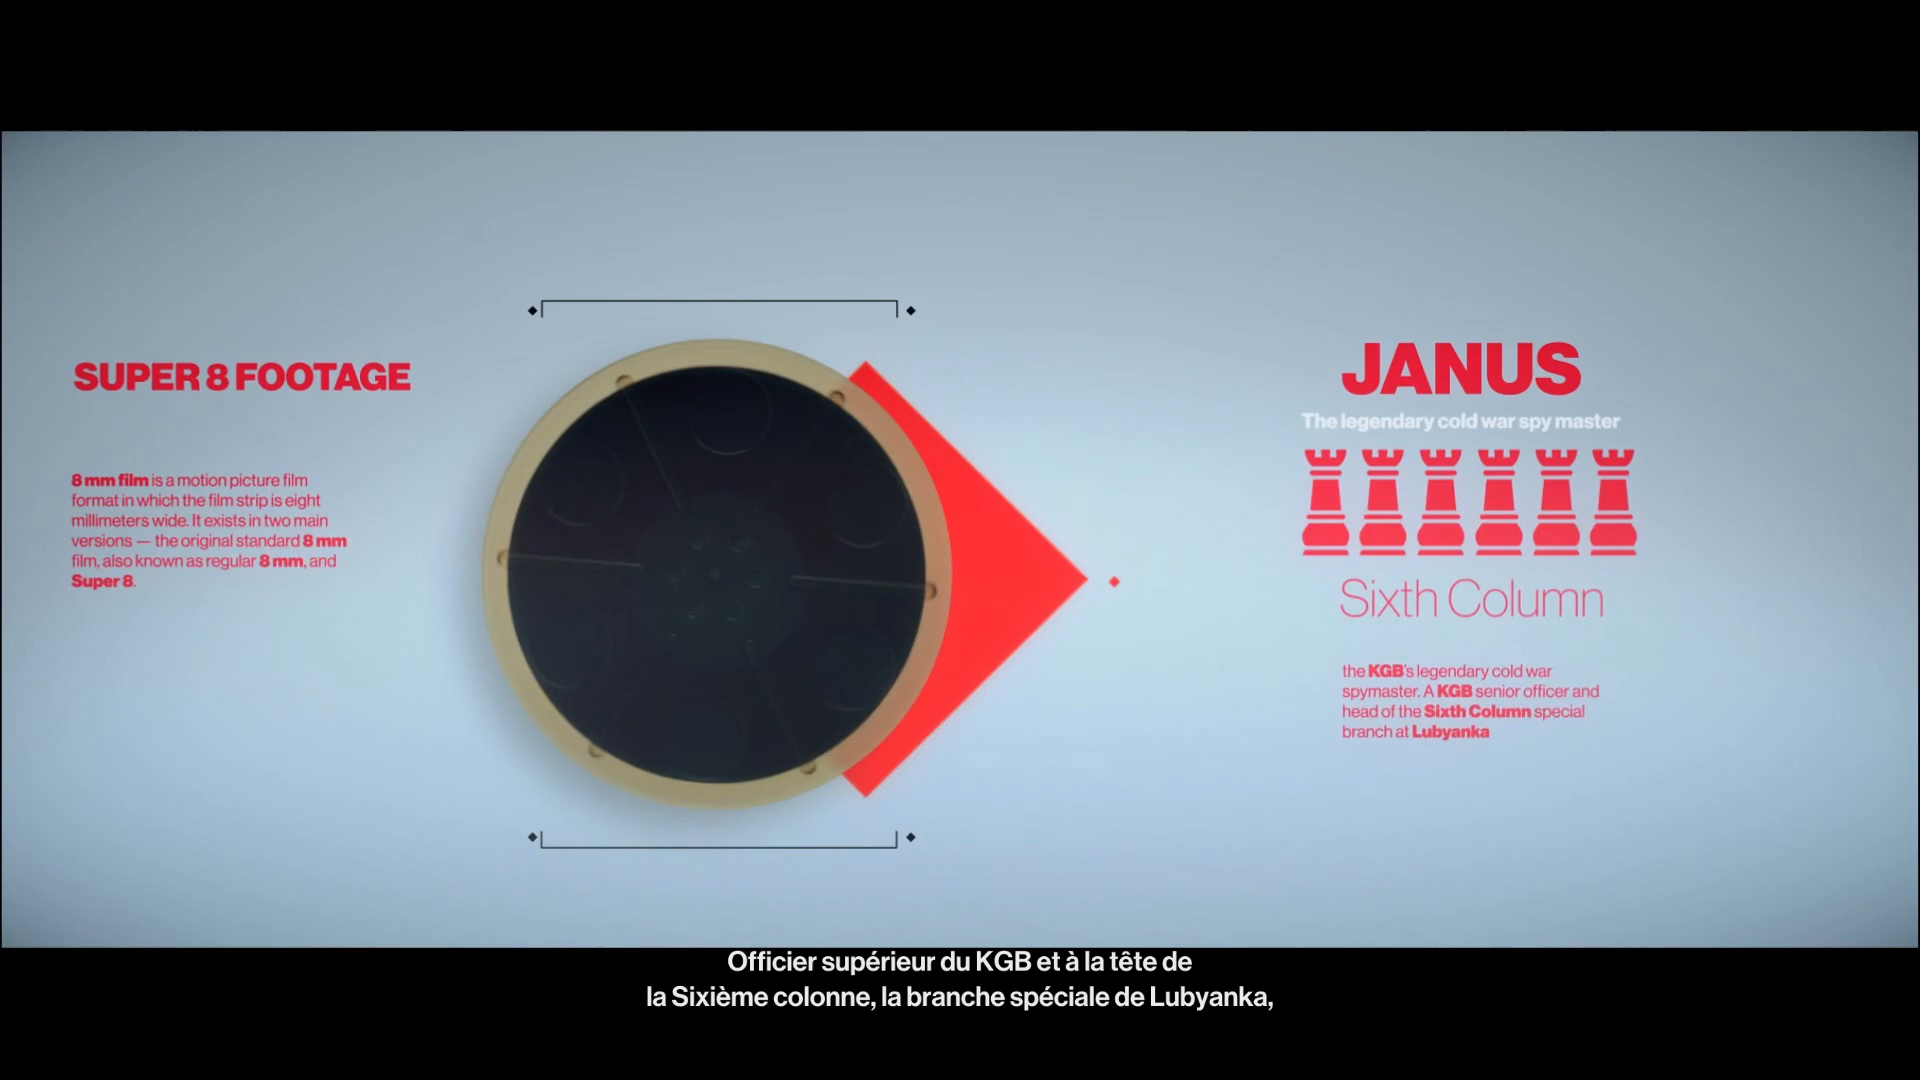 SUPER 8 FOOTAGE
8 mm film is a motion picture film
format in which the film strip is eight
millimeters wide. It exists in two main
versions — the original standard 8 mm
film, also known as regular 8 mm, and
Super 8.
JANUS
The legendary cold war spy master
Sixth Column
the KGB's legendary cold war
spymaster. A KGB senior officer and
head of the Sixth Column special
branch at Lubyanka
Officier supérieur du KGB et à la tête de
la Sixième colonne, la branche spéciale de Lubyanka,